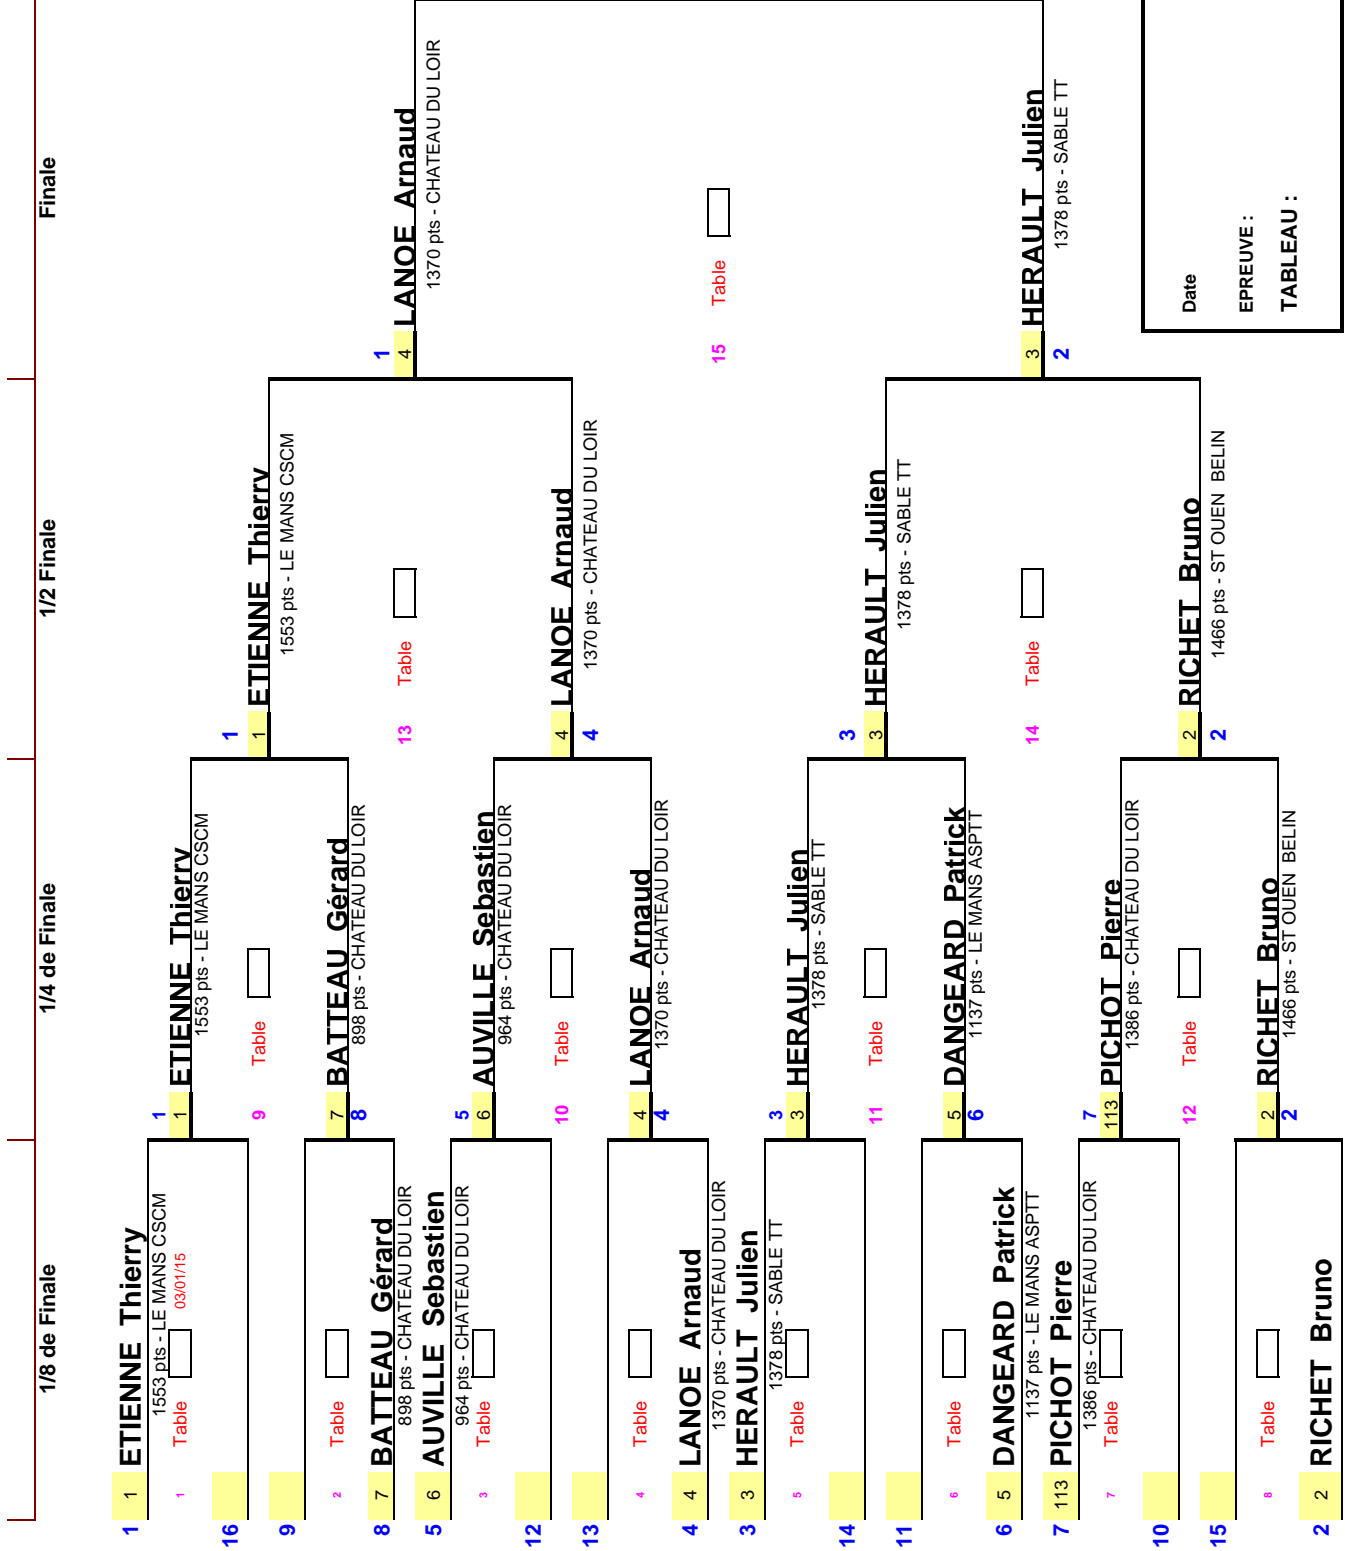 1/8 de Finale
1/4 de Finale
1/2 Finale
Finale
1
1
ETIENNE Thierry
1553 pts - LE MANS CSCM
1
Table
03/01/15
16
9
2
Table
8
7
BATTEAU Gérard
898 pts - CHATEAU DU LOIR
5
6
AUVILLE Sebastien
964 pts - CHATEAU DU LOIR
3
Table
12
13
4
Table
4
4
LANOE Arnaud
1370 pts - CHATEAU DU LOIR
3
3
HERAULT Julien
1378 pts - SABLE TT
5
Table
14
11
6
Table
6
5
DANGEARD Patrick
1137 pts - LE MANS ASPTT
7
113
PICHOT Pierre
1386 pts - CHATEAU DU LOIR
7
Table
10
15
8
Table
2
2
RICHET Bruno
1
1
ETIENNE Thierry
1553 pts - LE MANS CSCM
9
Table
7
8
BATTEAU Gérard
898 pts - CHATEAU DU LOIR
5
6
AUVILLE Sebastien
964 pts - CHATEAU DU LOIR
10
Table
4
4
LANOE Arnaud
1370 pts - CHATEAU DU LOIR
3
3
HERAULT Julien
1378 pts - SABLE TT
11
Table
5
6
DANGEARD Patrick
1137 pts - LE MANS ASPTT
7
113
PICHOT Pierre
1386 pts - CHATEAU DU LOIR
12
Table
2
2
RICHET Bruno
1466 pts - ST OUEN BELIN
1
1
ETIENNE Thierry
1553 pts - LE MANS CSCM
13
Table
4
4
LANOE Arnaud
1370 pts - CHATEAU DU LOIR
3
3
HERAULT Julien
1378 pts - SABLE TT
14
Table
2
2
RICHET Bruno
1466 pts - ST OUEN BELIN
1
4
LANOE Arnaud
1370 pts - CHATEAU DU LOIR
15
Table
3
2
HERAULT Julien
1378 pts - SABLE TT
Date
EPREUVE :
TABLEAU :